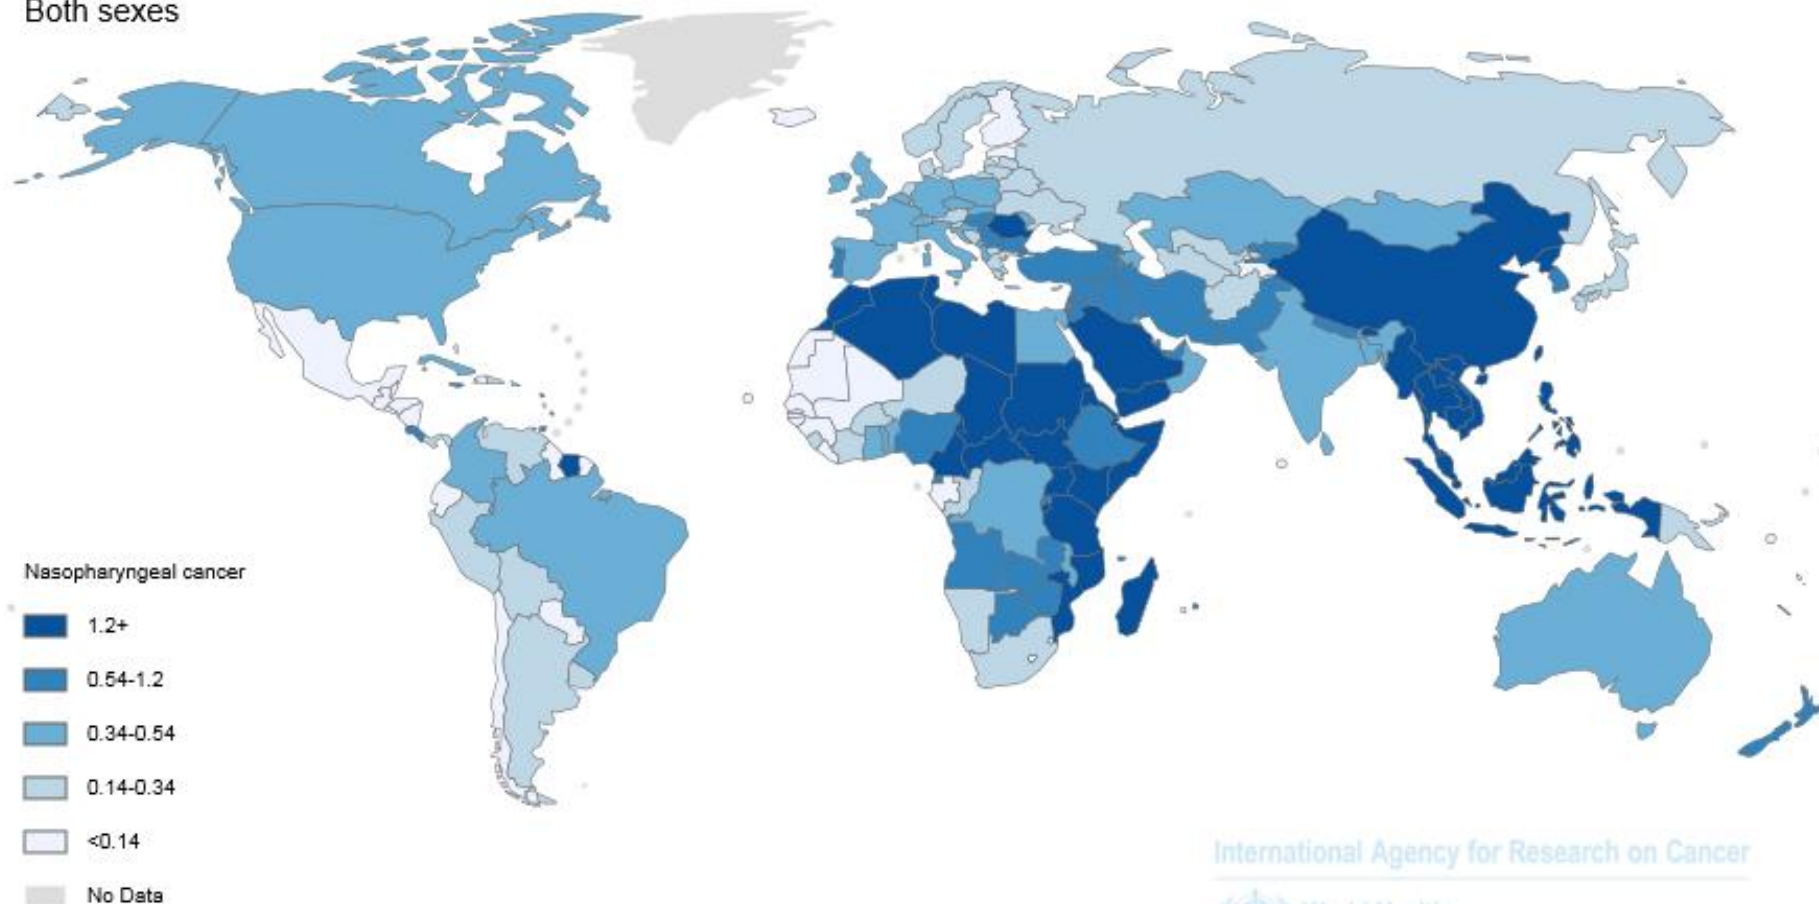 Both sexes
Nasopharyngeal cancer
1.2+
0.54-1.2
0.34-0.54
0.14-0.34
<0.14
No Data
International Agency for Research on Cancer